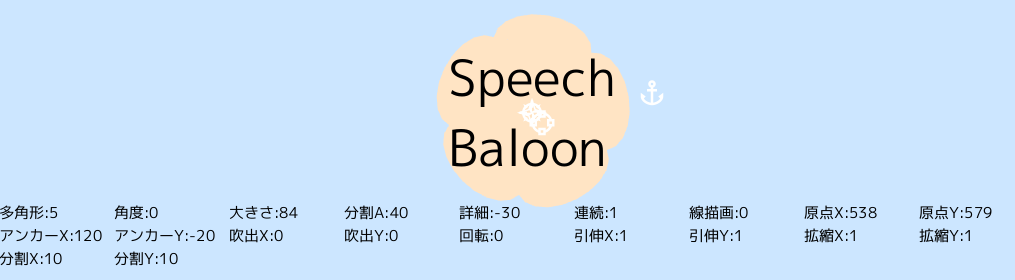 Speech
Baloon
多角形:5 角度:0 大きさ:84 分割A:40 詳細:-30 連続:1 線描画:0 原点X:538 原点Y:579
アンカーX:120 アンカーY:-20 吹出X:0 吹出Y:0 回転:0 引伸X:1 引伸Y:1 拡縮X:1 拡縮Y:1
分割X:10 分割Y:10